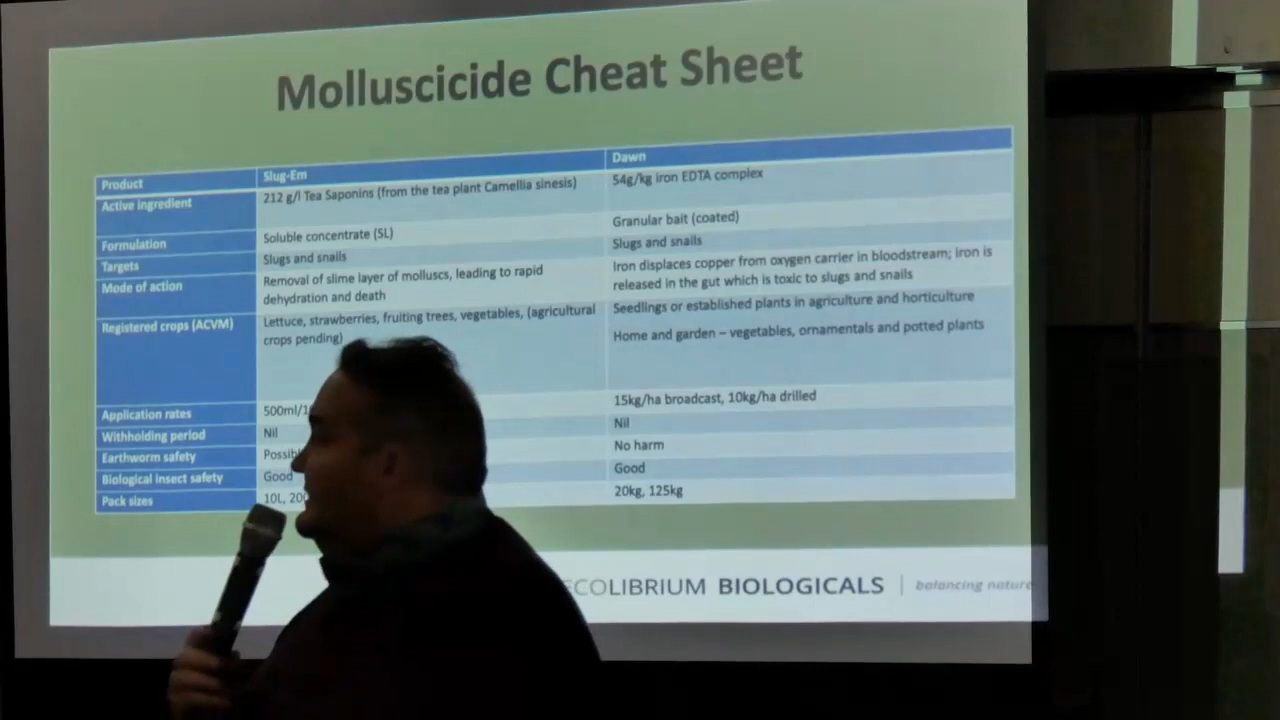 Molluscicide Cheat Sheet
Product
Slug-Em
Dawn
Active ingredient
212 g/l Tea Saponins (from the tea plant Camellia sinesis)
54g/kg iron EDTA complex
Formulation
Soluble concentrate (SL)
Granular bait (coated)
Targets
Slugs and snails
Slugs and snails
Mode of action
Removal of slime layer of molluscs, leading to rapid
dehydration and death
Iron displaces copper from oxygen carrier in bloodstream; iron is
released in the gut which is toxic to slugs and snails
Registered crops (ACVM)
Lettuce, strawberries, fruiting trees, vegetables, (agricultural
crops pending)
Seedlings or established plants in agriculture and horticulture
Home and garden – vegetables, ornamentals and potted plants
Application rates
15kg/ha broadcast, 10kg/ha drilled
Withholding period
Nil
Nil
Earthworm safety
No harm
Biological insect safety
Good
Good
Pack sizes
10L,
20kg, 125kg
ECOLIBRIUM BIOLOGICALS | balancing nature